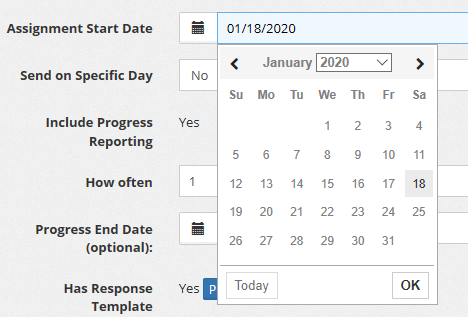 Assignment Start Date 01/18/2020
January 2020
Send on Specific Day No
Su Mo Tu We Th Fr Sa
Include Progress Reporting Yes
1 2 3 4
5 6 7 8 9 10 11
How often 1
12 13 14 15 16 17 18
19 20 21 22 23 24 25
Progress End Date (optional):
26 27 28 29 30 31
Today OK
Has Response Template Yes P